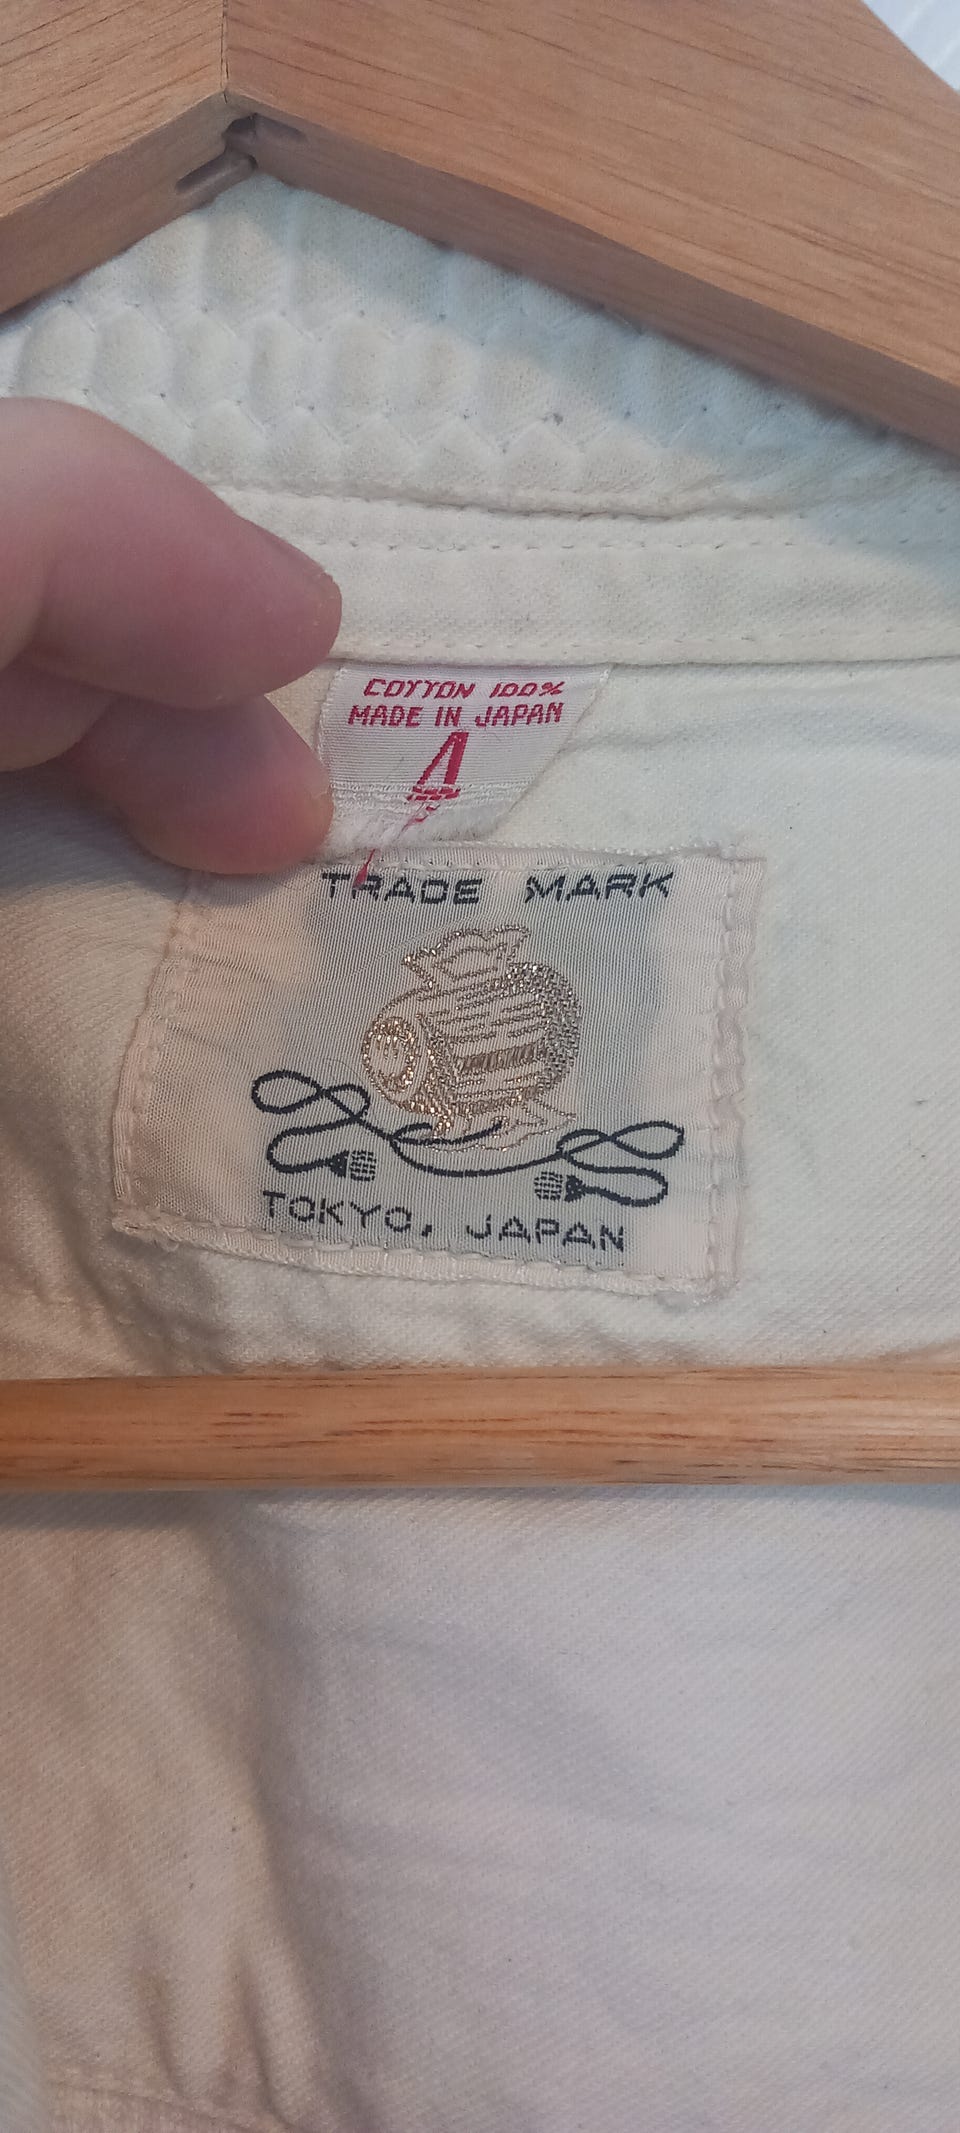 COTTON 100%
MADE IN JAPAN
4
TRADE MARK
TOKYO, JAPAN